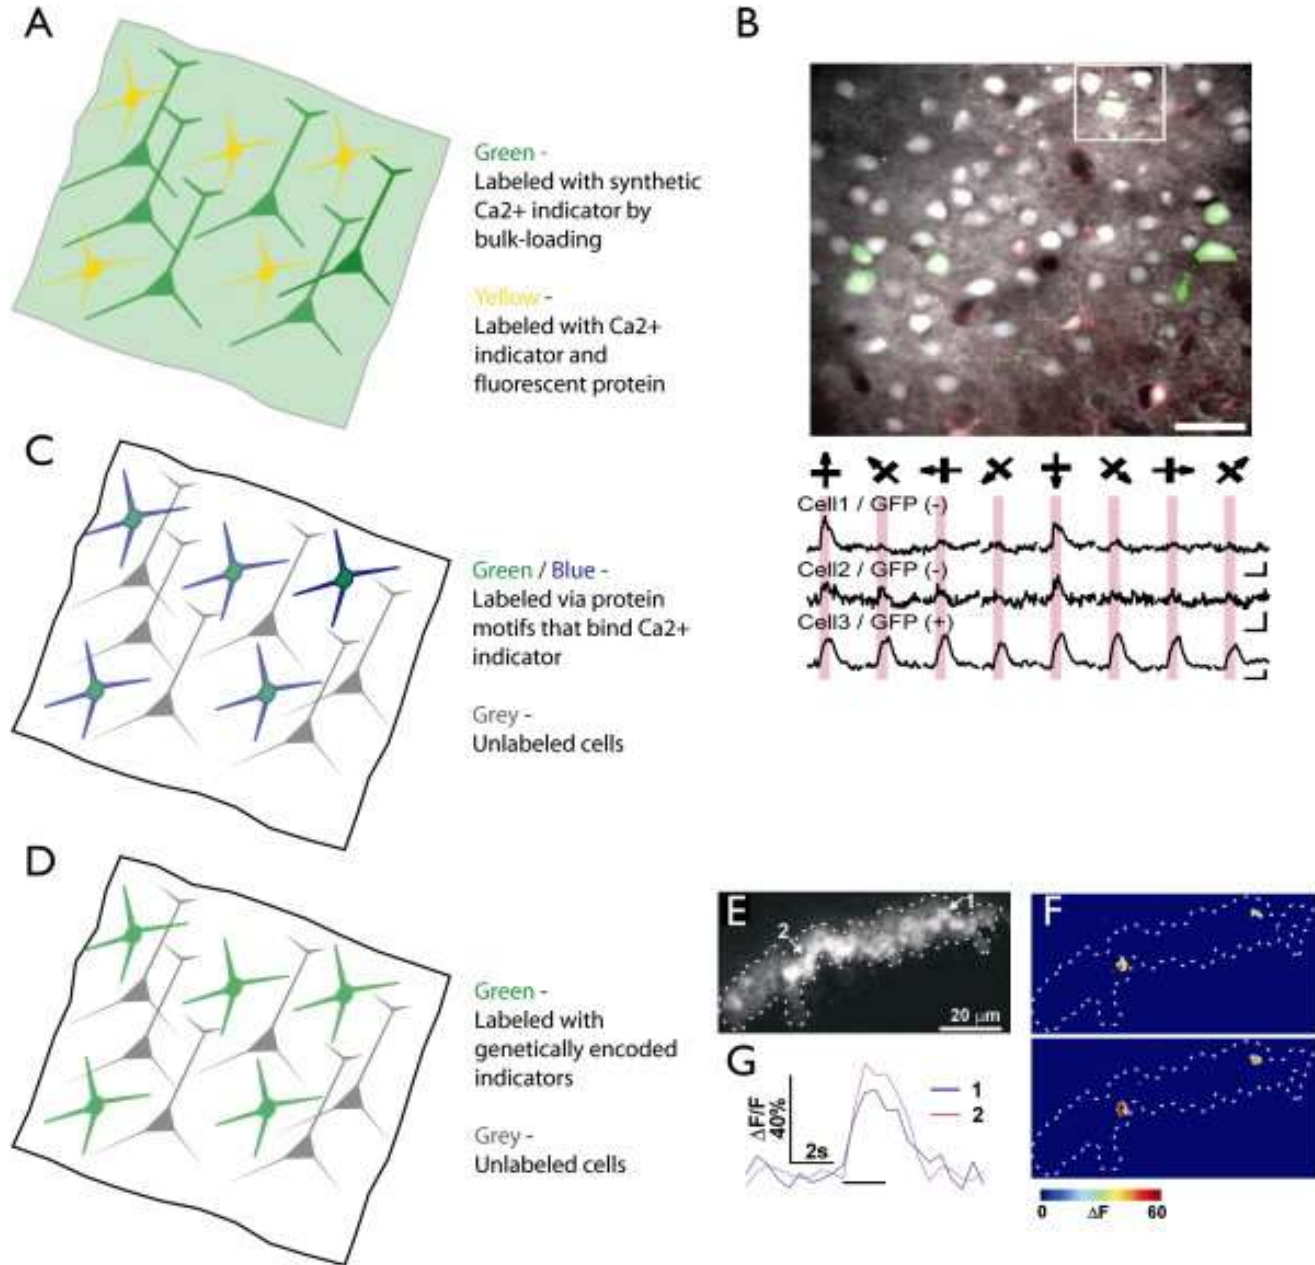 A
Green -
Labeled with synthetic
Ca2+ indicator by
bulk-loading
Yellow -
Labeled with Ca2+
indicator and
fluorescent protein
B
Cell1 / GFP (-)
Cell2 / GFP (-)
Cell3 / GFP (+)
C
Green / Blue -
Labeled via protein
motifs that bind Ca2+
indicator
Grey -
Unlabeled cells
D
Green -
Labeled with
genetically encoded
indicators
Grey -
Unlabeled cells
E
1
2
20 μm
F
0 ΔF 60
G
ΔF/F
40%
2s
1
2